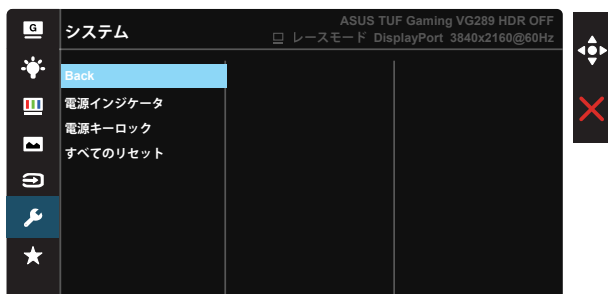 G
システム
ASUS TUF Gaming VG289 HDR OFF
レースモード DisplayPort 3840x2160@60Hz
Back
電源インジケータ
電源キーロック
すべてのリセット